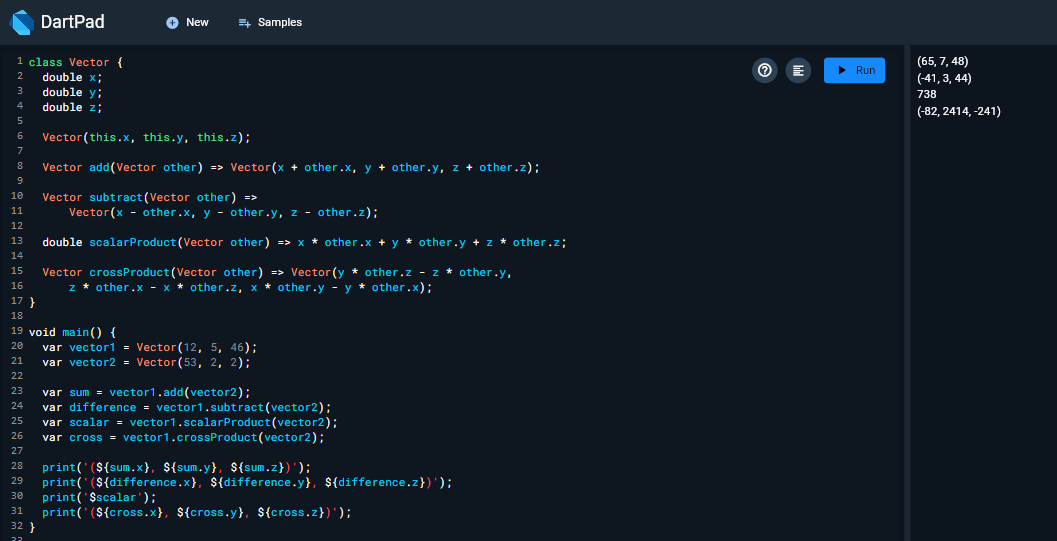 DartPad
New
Samples
1 class Vector {
2   double x;
3   double y;
4   double z;
5
6   Vector(this.x, this.y, this.z);
7
8   Vector add(Vector other) => Vector(x + other.x, y + other.y, z + other.z);
9
10   Vector subtract(Vector other) =>
11       Vector(x - other.x, y - other.y, z - other.z);
12
13   double scalarProduct(Vector other) => x * other.x + y * other.y + z * other.z;
14
15   Vector crossProduct(Vector other) => Vector(y * other.z - z * other.y,
16       z * other.x - x * other.z, x * other.y - y * other.x);
17 }
18
19 void main() {
20   var vector1 = Vector(12, 5, 46);
21   var vector2 = Vector(53, 2, 2);
22
23   var sum = vector1.add(vector2);
24   var difference = vector1.subtract(vector2);
25   var scalar = vector1.scalarProduct(vector2);
26   var cross = vector1.crossProduct(vector2);
27
28   print('(${sum.x}, ${sum.y}, ${sum.z})');
29   print('(${difference.x}, ${difference.y}, ${difference.z})');
30   print('$scalar');
31   print('(${cross.x}, ${cross.y}, ${cross.z})');
32 }
33
Run
(65, 7, 48)
(-41, 3, 44)
738
(-82, 2414, -241)